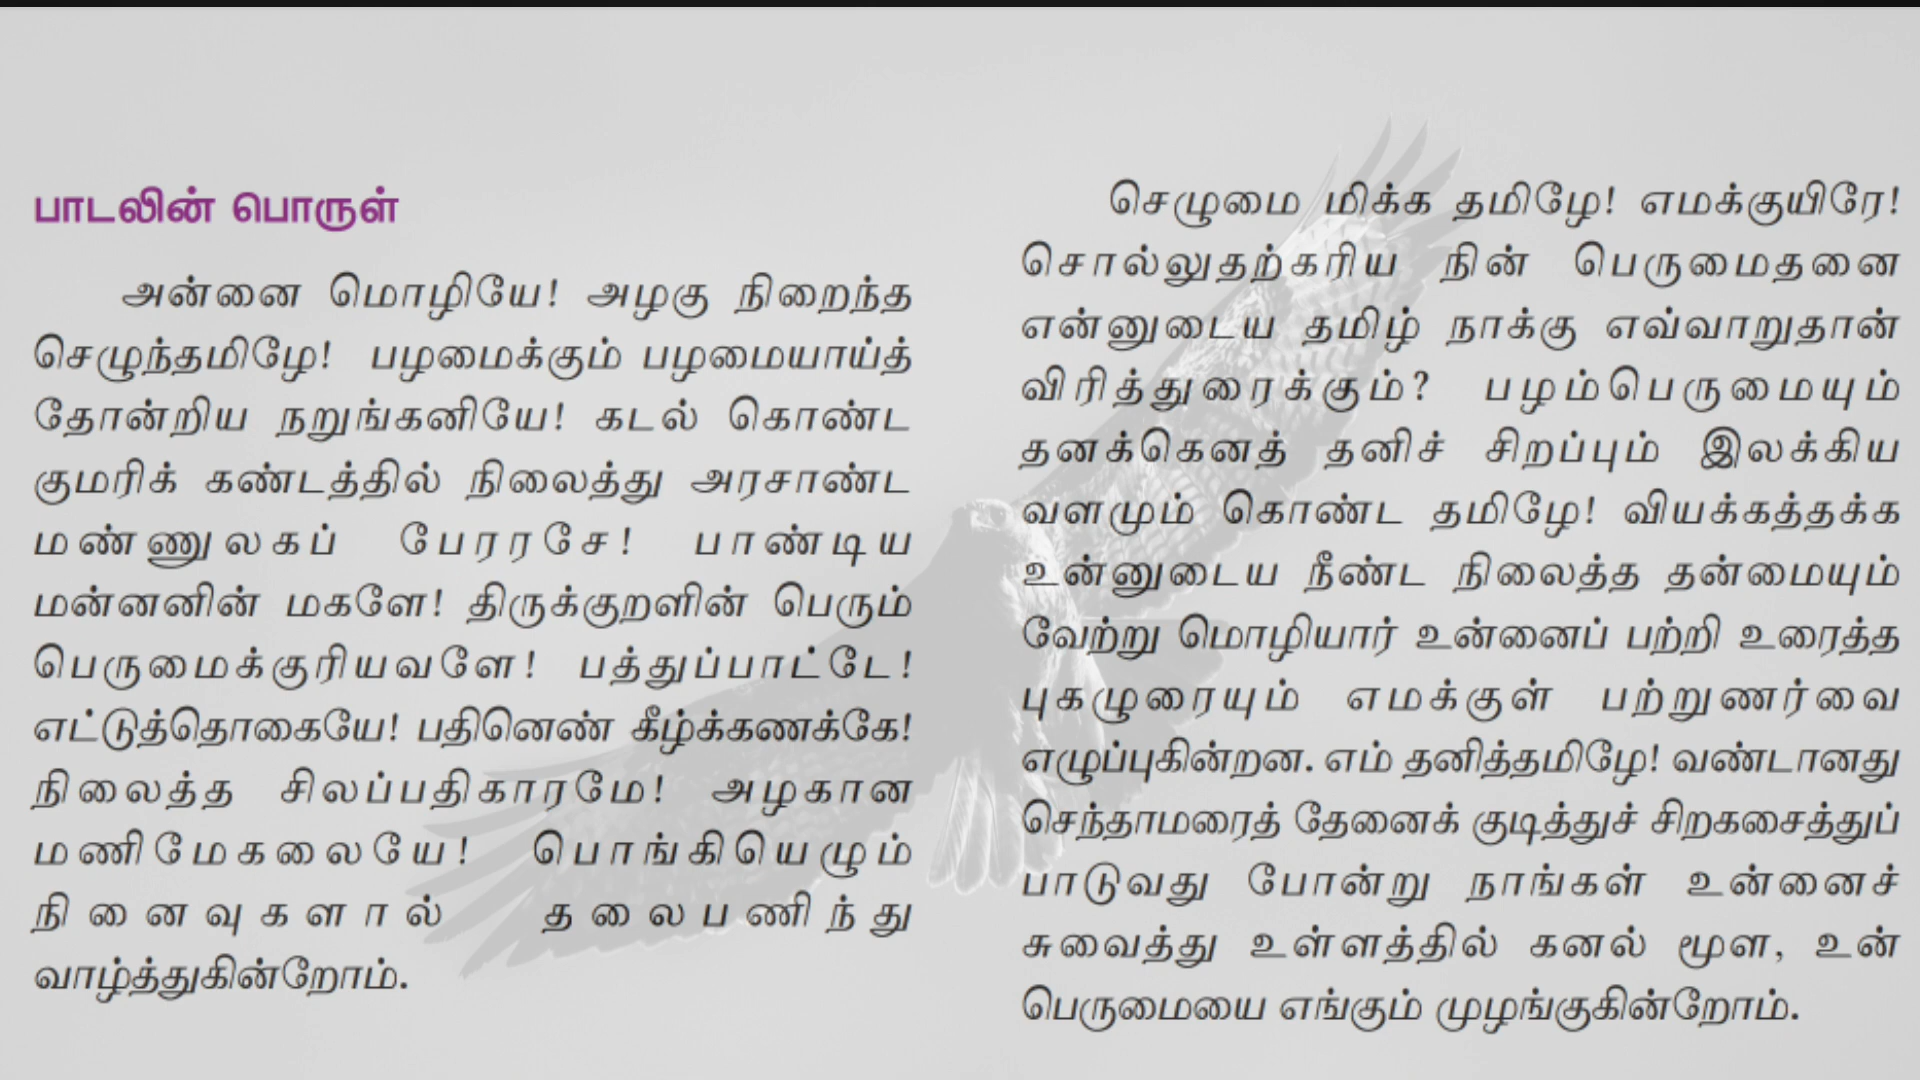 பாடலின் பொருள்
அன்னை மொழியே! அழகு நிறைந்த
செழுந்தமிழே! பழமைக்கும் பழமையாய்த்
தோன்றிய நறுங்கனியே! கடல் கொண்ட
குமரிக் கண்டத்தில் நிலைத்து அரசாண்ட
மண்ணுலகப் பேரரசே! பாண்டிய
மன்னனின் மகளே! திருக்குறளின் பெரும்
பெருமைக்குரியவளே! பத்துப்பாட்டே!
எட்டுத்தொகையே! பதினெண் கீழ்க்கணக்கே!
நிலைத்த சிலப்பதிகாரமே! அழகான
மணிமேகலையே! பொங்கியெழும்
நினைவுகளால் தலைபணிந்து
வாழ்த்துகின்றோம்.
செழுமை மிக்க தமிழே! எமக்குயிரே!
சொல்லுதற்கரிய நின் பெருமைதனை
என்னுடைய தமிழ் நாக்கு எவ்வாறுதான்
விரித்துரைக்கும்? பழம்பெருமையும்
தனக்கெனத் தனிச் சிறப்பும் இலக்கிய
வளமும் கொண்ட தமிழே! வியக்கத்தக்க
உன்னுடைய நீண்ட நிலைத்த தன்மையும்
வேற்று மொழியார் உன்னைப் பற்றி உரைத்த
புகழுரையும் எமக்குள் பற்றுணர்வை
எழுப்புகின்றன. எம் தனித்தமிழே! வண்டானது
செந்தாமரைத் தேனைக் குடித்துச் சிறகசைத்துப்
பாடுவது போன்று நாங்கள் உன்னைச்
சுவைத்து உள்ளத்தில் கனல் மூள, உன்
பெருமையை எங்கும் முழங்குகின்றோம்.